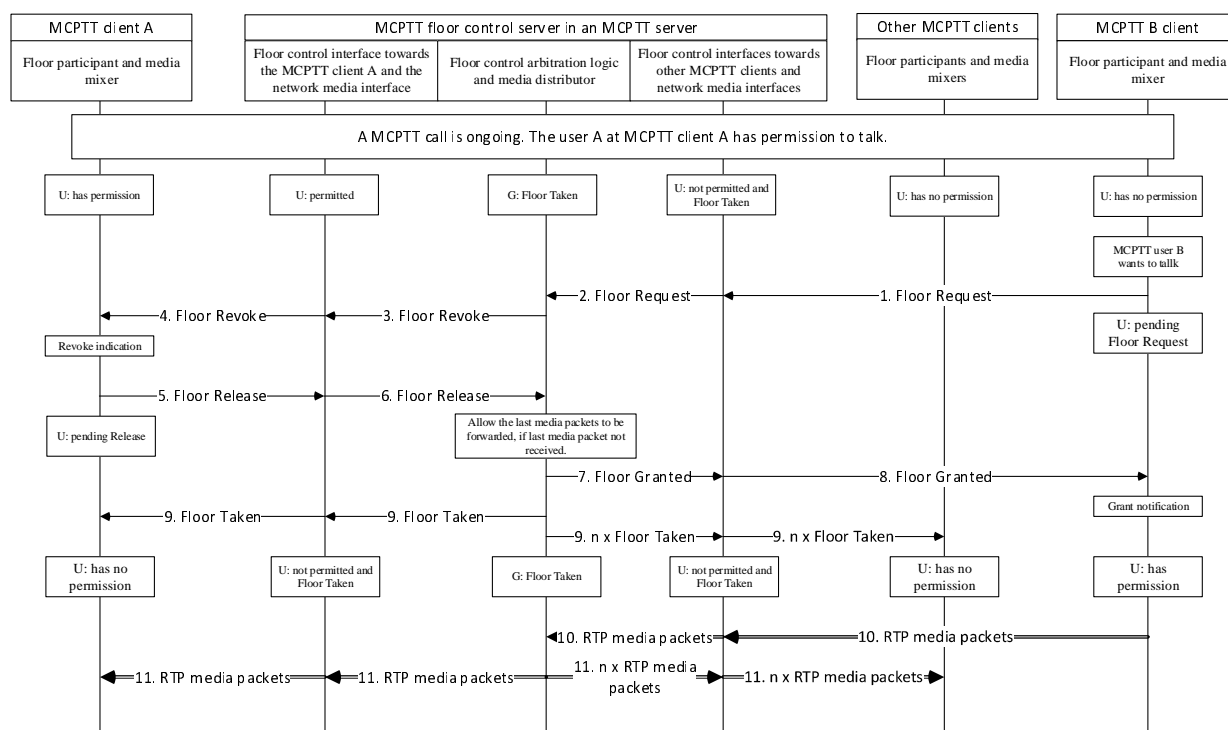 MCPTT client A
MCPTT floor control server in an MCPTT server
Other MCPTT clients
MCPTT B client
Floor participant and media
mixer
Floor control interface towards
the MCPTT client A and the
network media interface
Floor control arbitration logic
and media distributor
Floor control interfaces towards
other MCPTT clients and
network media interfaces
Floor participants and media
mixers
Floor participant and media
mixer
A MCPTT call is ongoing. The user A at MCPTT client A has permission to talk.
U: has permission
U: permitted
G: Floor Taken
U: not permitted and
Floor Taken
U: has no permission
U: has no permission
MCPTT user B
wants to tallk
2. Floor Request
1. Floor Request
4. Floor Revoke
3. Floor Revoke
U: pending
Floor Request
Revoke indication
5. Floor Release
6. Floor Release
U: pending Release
Allow the last media packets to be
forwarded, if last media packet not
received.
7. Floor Granted
8. Floor Granted
Grant notification
9. Floor Taken
9. Floor Taken
9. n x Floor Taken
9. n x Floor Taken
U: has no
permission
U: not permitted and
Floor Taken
G: Floor Taken
U: not permitted and
Floor Taken
U: has no
permission
U: has
permission
10. RTP media packets
10. RTP media packets
11. RTP media packets
11. RTP media packets
11. n x RTP media
packets
11. n x RTP media packets